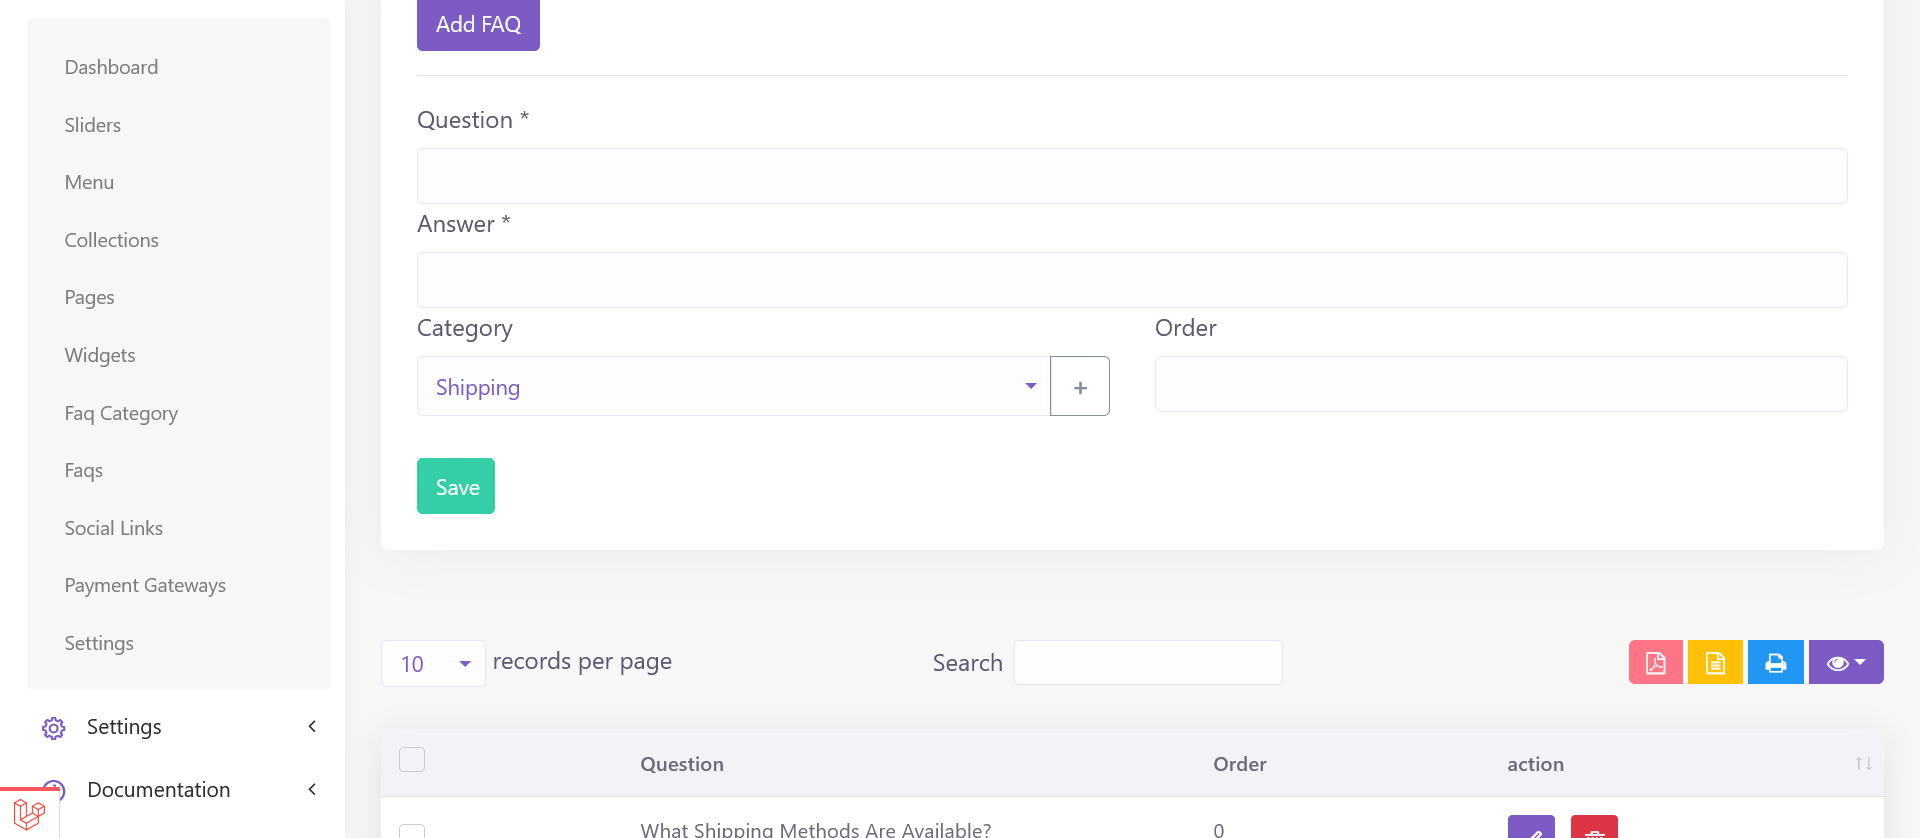 Dashboard
Sliders
Menu
Collections
Pages
Widgets
Faq Category
Faqs
Social Links
Payment Gateways
Settings
Settings
Documentation
Add FAQ
Question *
Answer *
Category
Order
Shipping
+
Save
10 records per page
Search
Question Order action
What Shipping Methods Are Available? 0